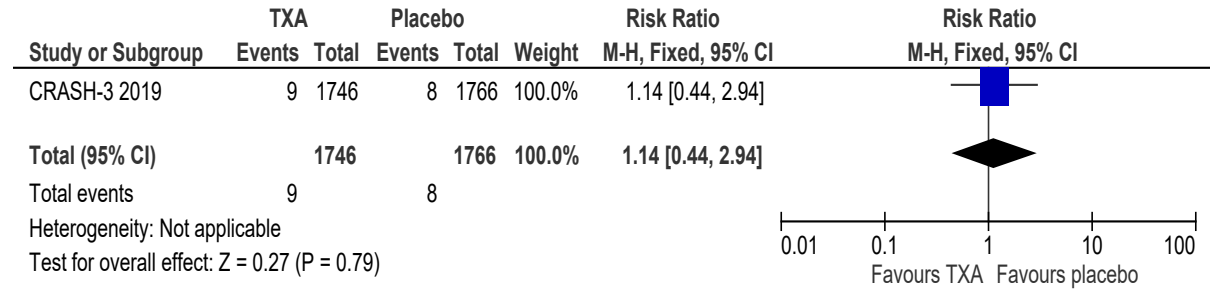 TXA Placebo Risk Ratio Risk Ratio
Study or Subgroup Events Total Events Total Weight M-H, Fixed, 95% CI M-H, Fixed, 95% CI
CRASH-3 2019 9 1746 8 1766 100.0% 1.14 [0.44, 2.94]
Total (95% CI) 1746 1766 100.0% 1.14 [0.44, 2.94]
Total events 9 8
Heterogeneity: Not applicable
Test for overall effect: Z = 0.27 (P = 0.79)
0.01 0.1 1 10 100
Favours TXA Favours placebo